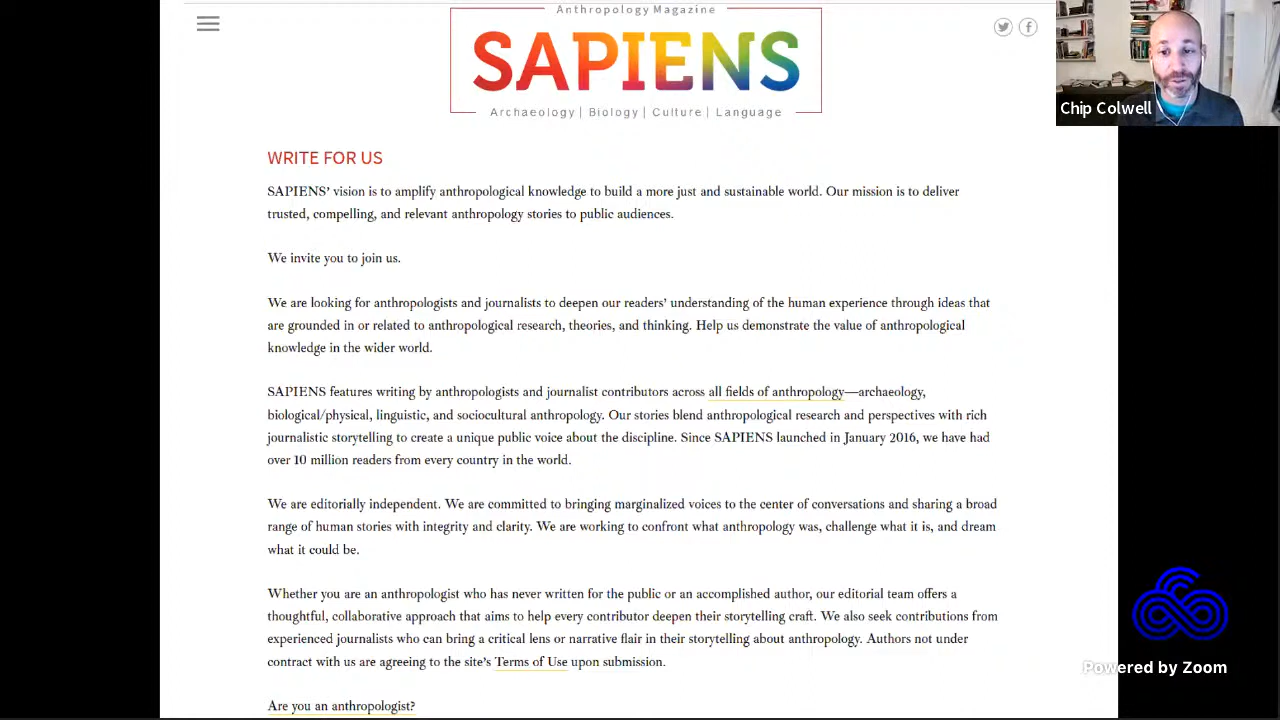 Anthropology Magazine
SAPIENS
Archaeology | Biology | Culture | Language
Chip Colwell
WRITE FOR US
SAPIENS’ vision is to amplify anthropological knowledge to build a more just and sustainable world. Our mission is to deliver
trusted, compelling, and relevant anthropology stories to public audiences.
We invite you to join us.
We are looking for anthropologists and journalists to deepen our readers’ understanding of the human experience through ideas that
are grounded in or related to anthropological research, theories, and thinking. Help us demonstrate the value of anthropological
knowledge in the wider world.
SAPIENS features writing by anthropologists and journalist contributors across all fields of anthropology—archaeology,
biological/physical, linguistic, and sociocultural anthropology. Our stories blend anthropological research and perspectives with rich
journalistic storytelling to create a unique public voice about the discipline. Since SAPIENS launched in January 2016, we have had
over 10 million readers from every country in the world.
We are editorially independent. We are committed to bringing marginalized voices to the center of conversations and sharing a broad
range of human stories with integrity and clarity. We are working to confront what anthropology was, challenge what it is, and dream
what it could be.
Whether you are an anthropologist who has never written for the public or an accomplished author, our editorial team offers a
thoughtful, collaborative approach that aims to help every contributor deepen their storytelling craft. We also seek contributions from
experienced journalists who can bring a critical lens or narrative flair in their storytelling about anthropology. Authors not under
contract with us are agreeing to the site’s Terms of Use upon submission.
Are you an anthropologist?
Powered by Zoom